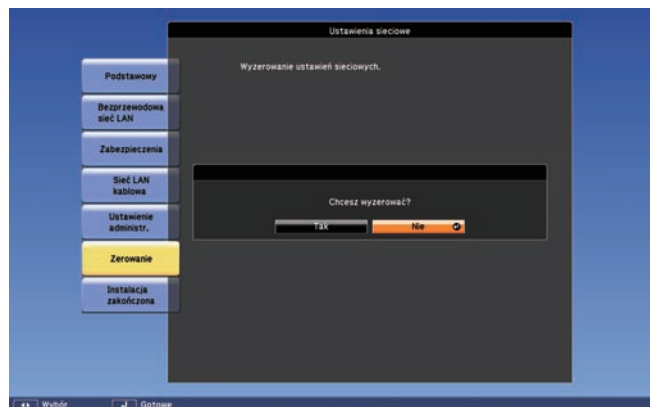 Ustawienia sieciowe
Wyzerowanie ustawień sieciowych.
Podstawowy
Bezprzewodowa
sieć LAN
Zabezpieczenia
Sieć LAN
kablowa
Ustawienie
administr.
Zerowanie
Instalacja
zakończona
Chcesz wyzerować?
Tak Nie
Wybór Gotowe